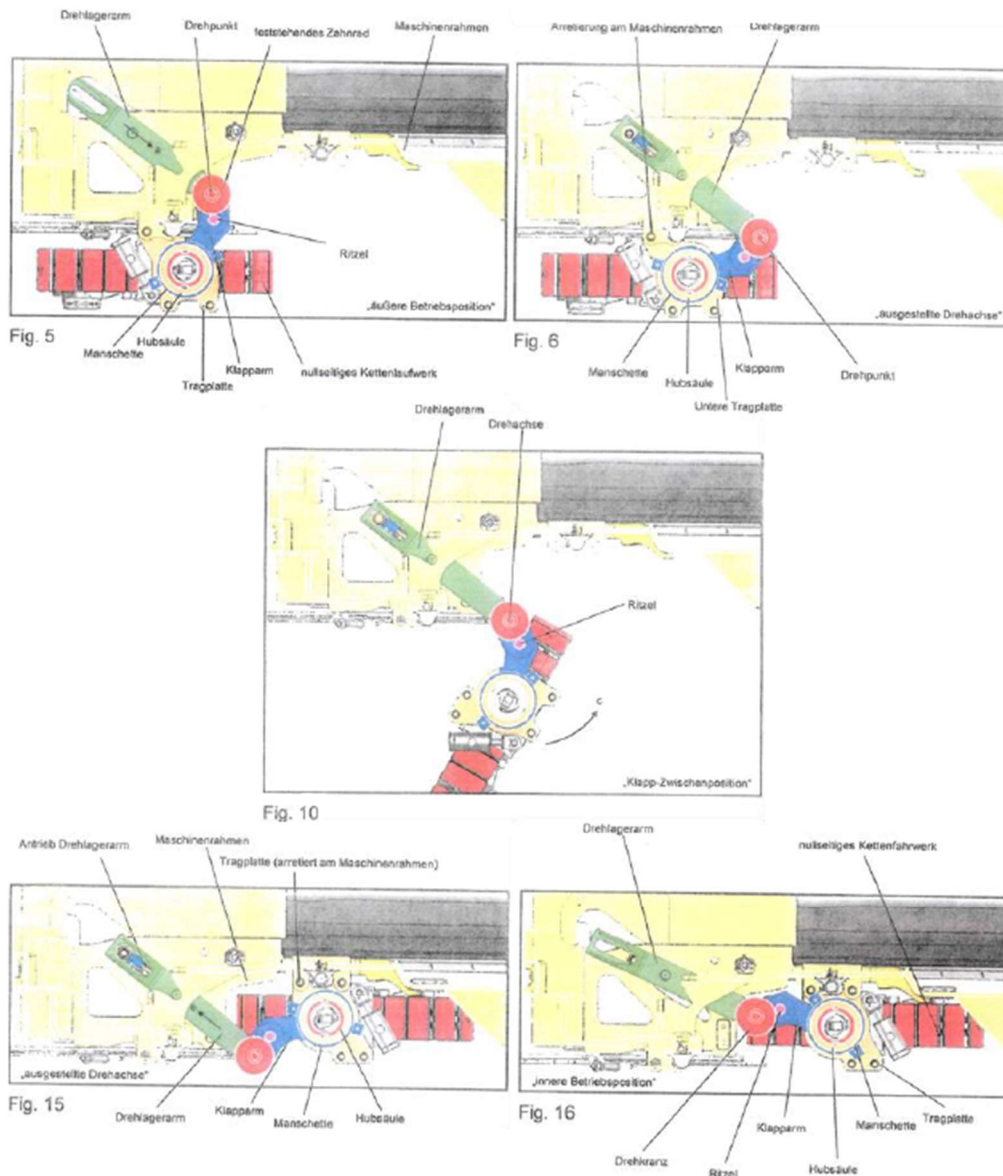 Drehlagerarm
Drehpunkt
feststehendes Zahnrad
Maschinenrahmen
Ritzel
„äußere Betriebsposition"
Fig. 5
Manschette
Hubsäule
Tragplatte
Klapparm
nullseitiges Kettenlaufwerk
Arretierung am Maschinenrahmen
Drehlagerarm
„ausgestellte Drehachse"
Fig. 6
Manschette
Hubsäule
Klapparm
Drehpunkt
Untere Tragplatte
Drehlagerarm
Drehachse
Ritzel
c
„Klapp-Zwischenposition"
Fig. 10
Antrieb Drehlagerarm
Maschinenrahmen
Tragplatte (arretiert am Maschinenrahmen)
„ausgestellte Drehachse"
Fig. 15
Drehlagerarm
Klapparm
Manschette
Hubsäule
Drehlagerarm
nullseitiges Kettenfahrwerk
„innere Betriebsposition"
Fig. 16
Drehkranz
Ritzel
Klapparm
Hubsäule
Manschette
Tragplatte